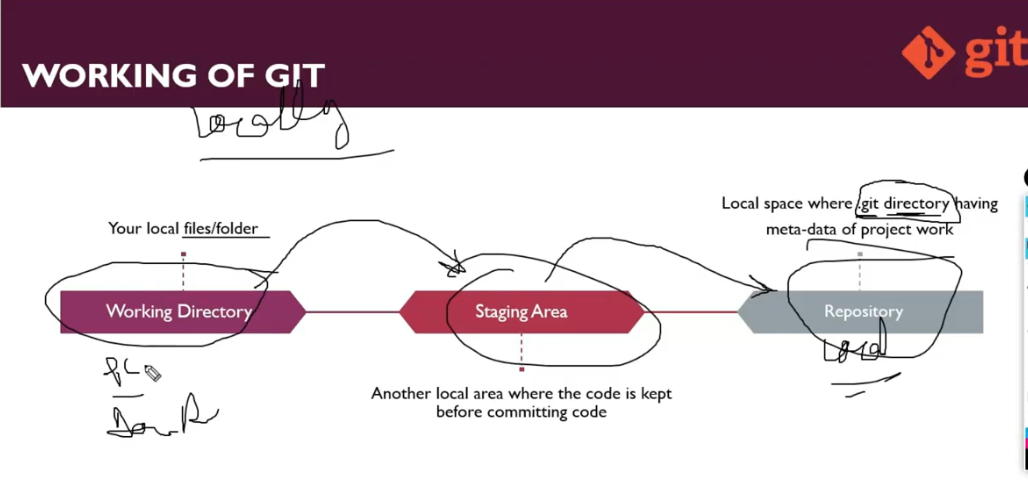 WORKING OF GIT
git
Locally
Your local files/folder
Local space where .git directory having
meta-data of project work
Working Directory
Staging Area
Repository
Local
Another local area where the code is kept
before committing code